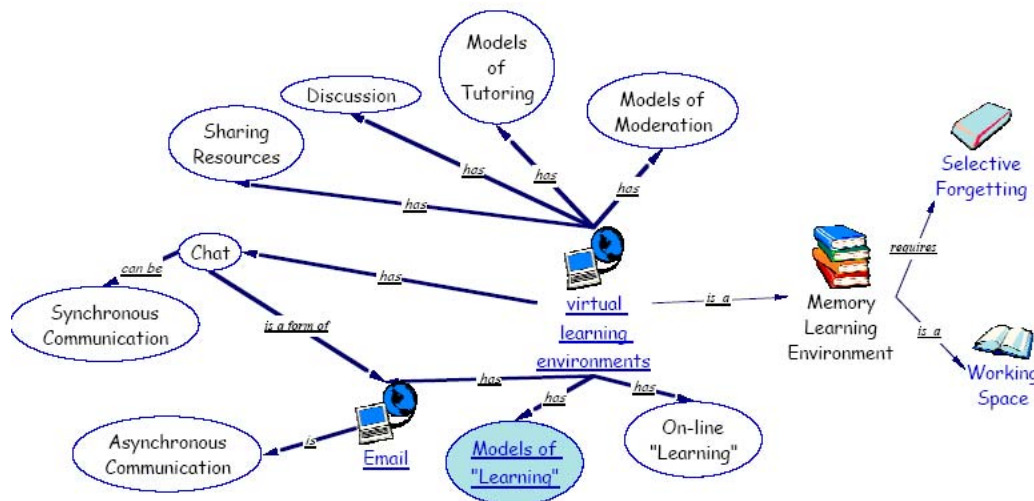 Models
of
Tutoring
Discussion
Models of
Moderation
Sharing
Resources
has
has
has
has
Selective
Forgetting
requires
Chat
can be
has
Synchronous
Communication
is a form of
virtual
learning
environments
is a
Memory
Learning
Environment
is a
Working
Space
has
has
has
Asynchronous
Communication
is
Email
Models of
"Learning"
On-line
"Learning"